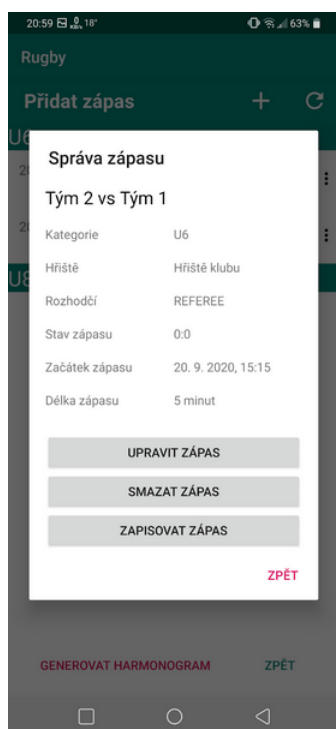 20:59 18° 63%
Rugby
Přidat zápas
U6
Správa zápasu
Tým 2 vs Tým 1
Kategorie U6
Hřiště Hřiště klubu
Rozhodčí REFEREE
Stav zápasu 0:0
Začátek zápasu 20. 9. 2020, 15:15
Délka zápasu 5 minut
UPRAVIT ZÁPAS
SMAZAT ZÁPAS
ZAPISOVAT ZÁPAS
ZPĚT
GENEROVAT HARMONOGRAM ZPĚT